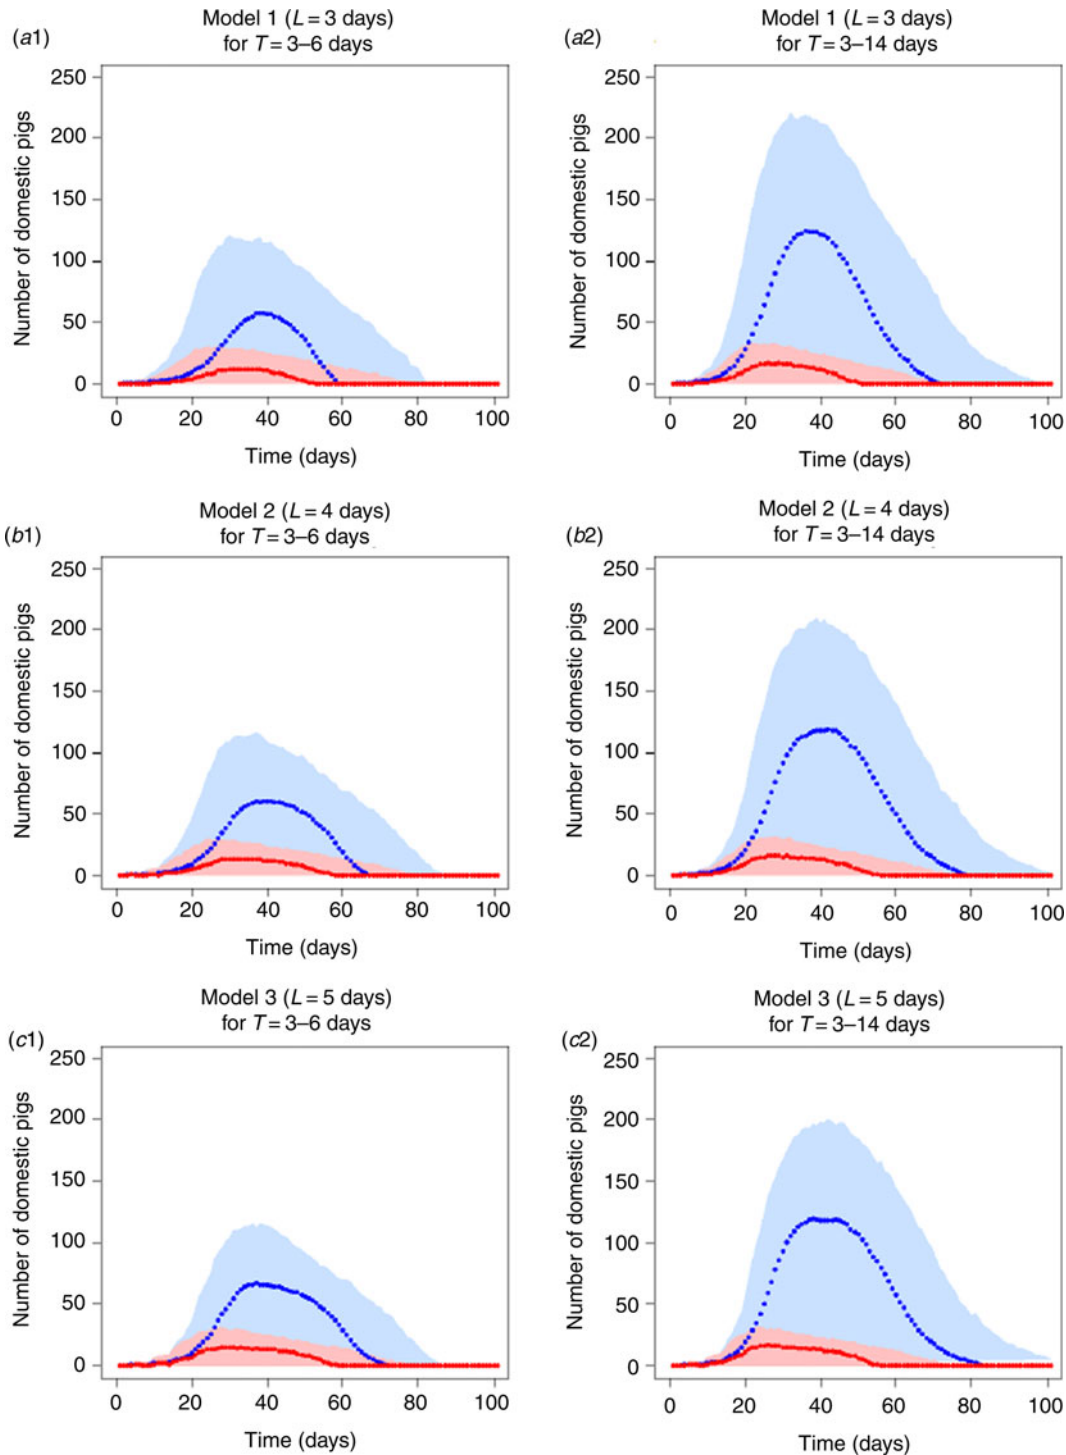 (a1)
Model 1 (L = 3 days)
for T = 3–6 days
Number of domestic pigs
250
200
150
100
50
0
0 20 40 60 80 100
Time (days)
(a2)
Model 1 (L = 3 days)
for T = 3–14 days
Number of domestic pigs
250
200
150
100
50
0
0 20 40 60 80 100
Time (days)
(b1)
Model 2 (L = 4 days)
for T = 3–6 days
Number of domestic pigs
250
200
150
100
50
0
0 20 40 60 80 100
Time (days)
(b2)
Model 2 (L = 4 days)
for T = 3–14 days
Number of domestic pigs
250
200
150
100
50
0
0 20 40 60 80 100
Time (days)
(c1)
Model 3 (L = 5 days)
for T = 3–6 days
Number of domestic pigs
250
200
150
100
50
0
0 20 40 60 80 100
Time (days)
(c2)
Model 3 (L = 5 days)
for T = 3–14 days
Number of domestic pigs
250
200
150
100
50
0
0 20 40 60 80 100
Time (days)